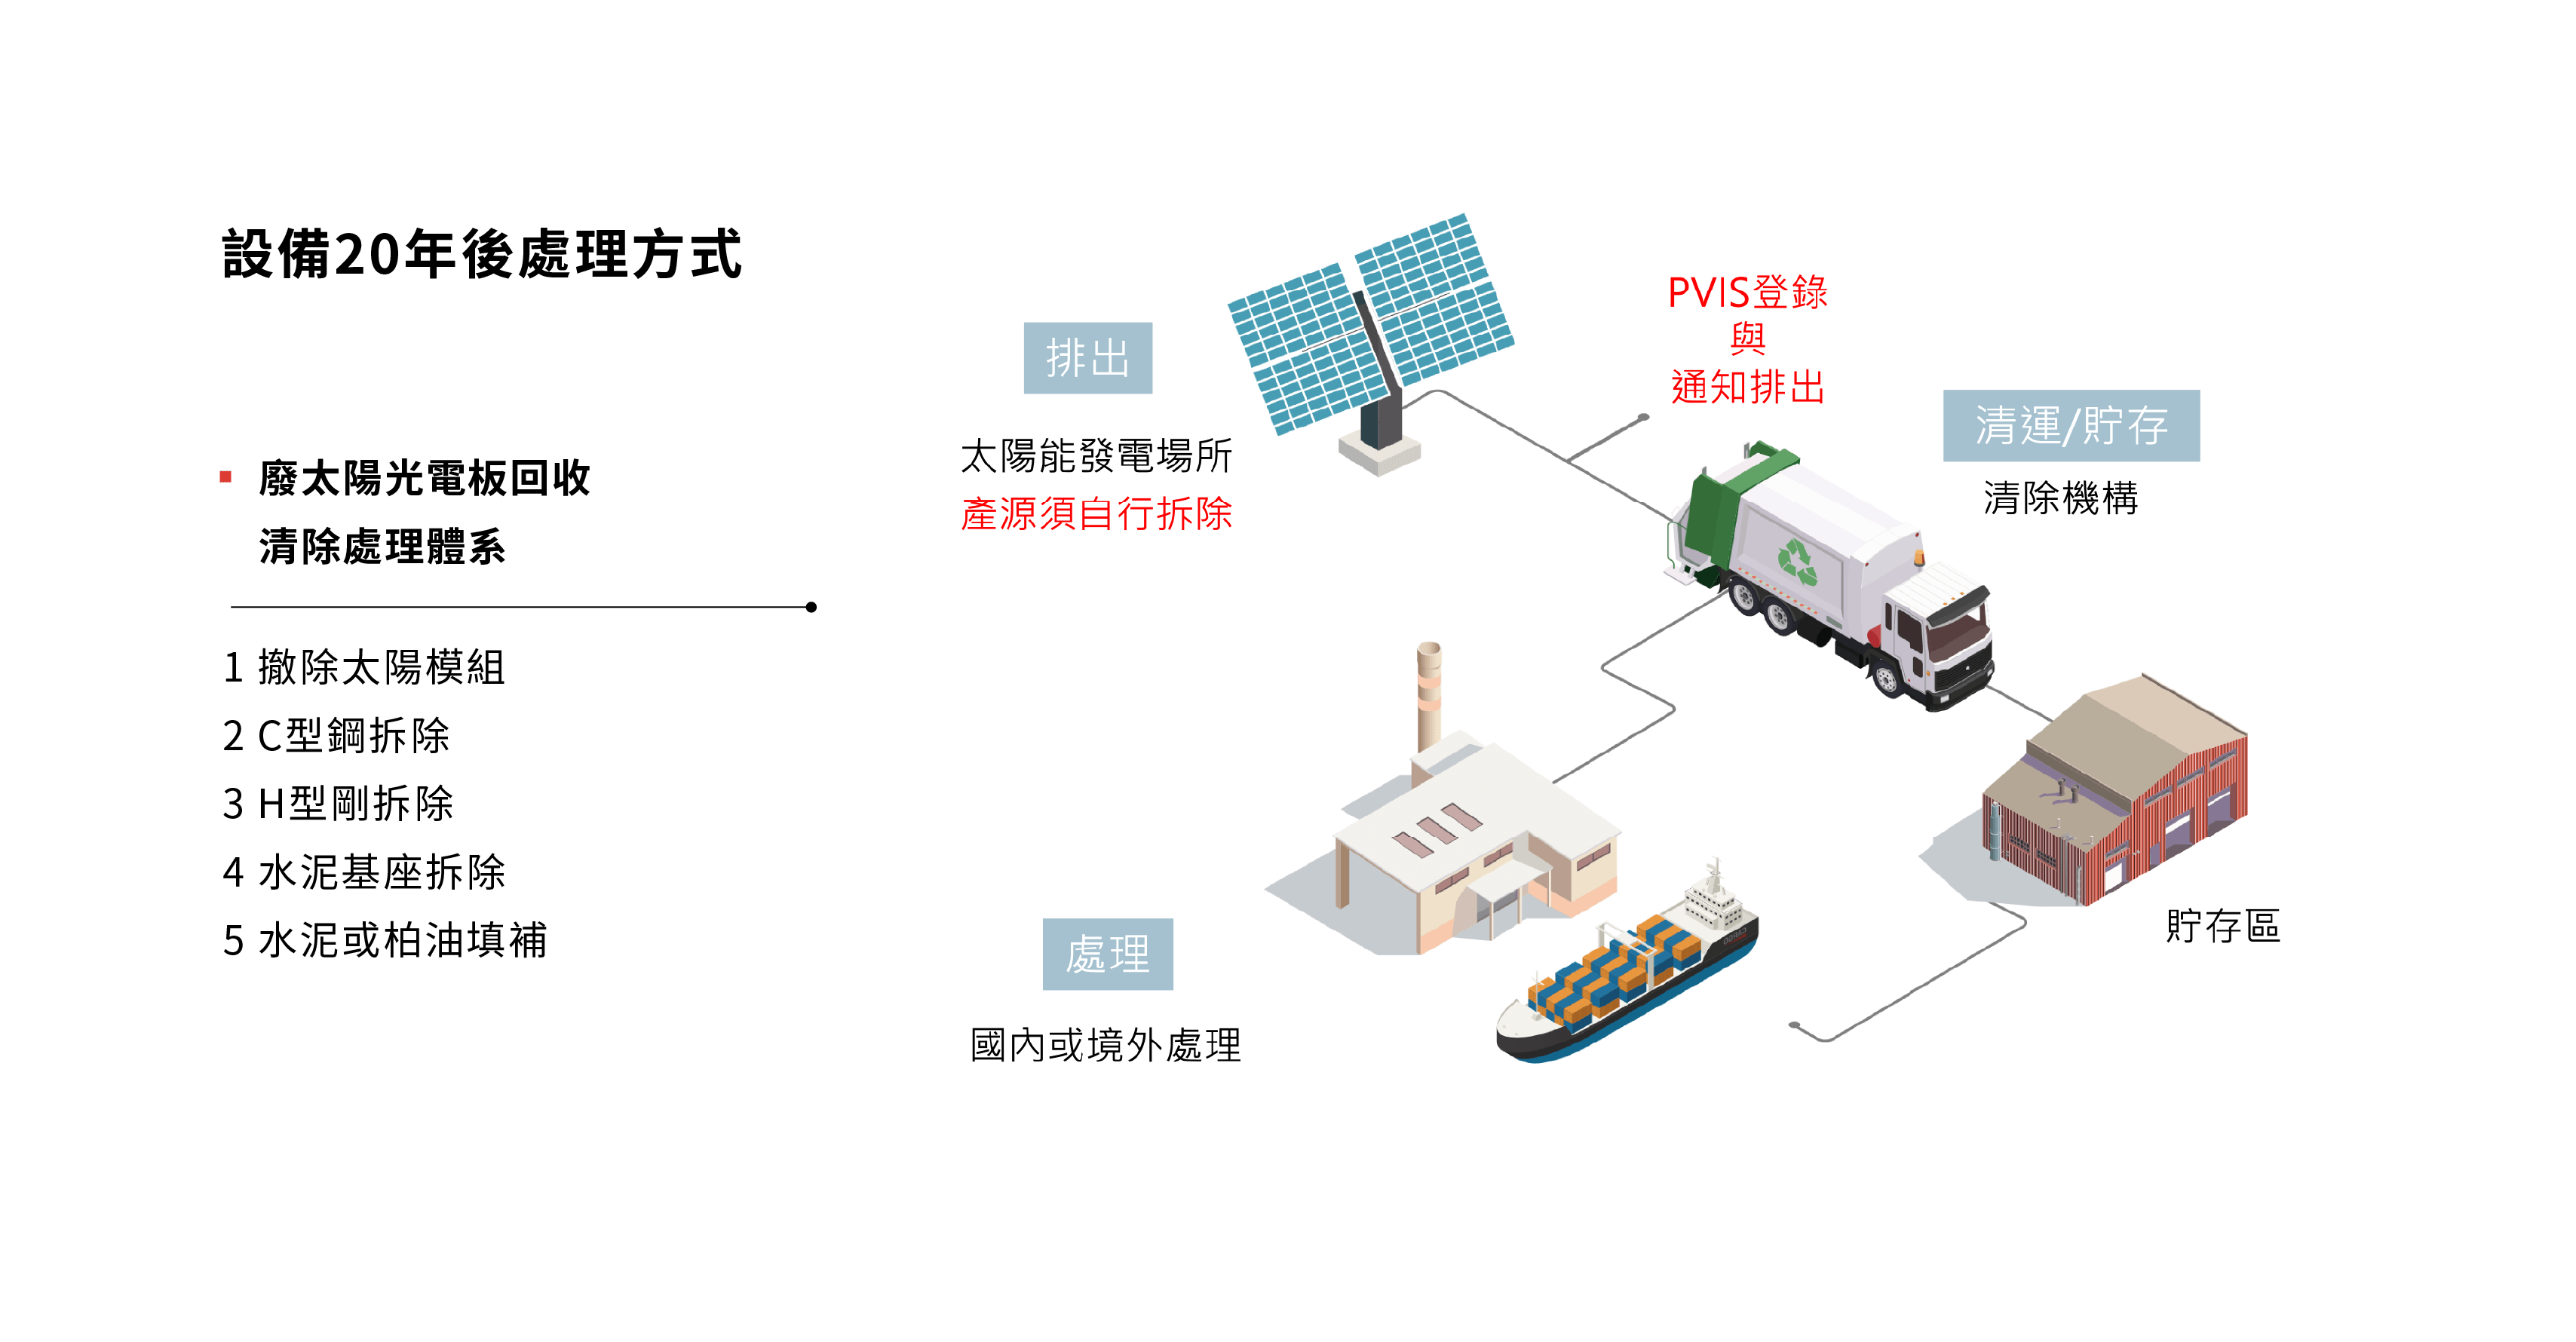 設備20年後處理方式
廢太陽光電板回收
清除處理體系
1 撤除太陽模組
2 C型鋼拆除
3 H型剛拆除
4 水泥基座拆除
5 水泥或柏油填補
排出
太陽能發電場所
產源須自行拆除
PVIS登錄
與
通知排出
清運/貯存
清除機構
貯存區
處理
國內或境外處理